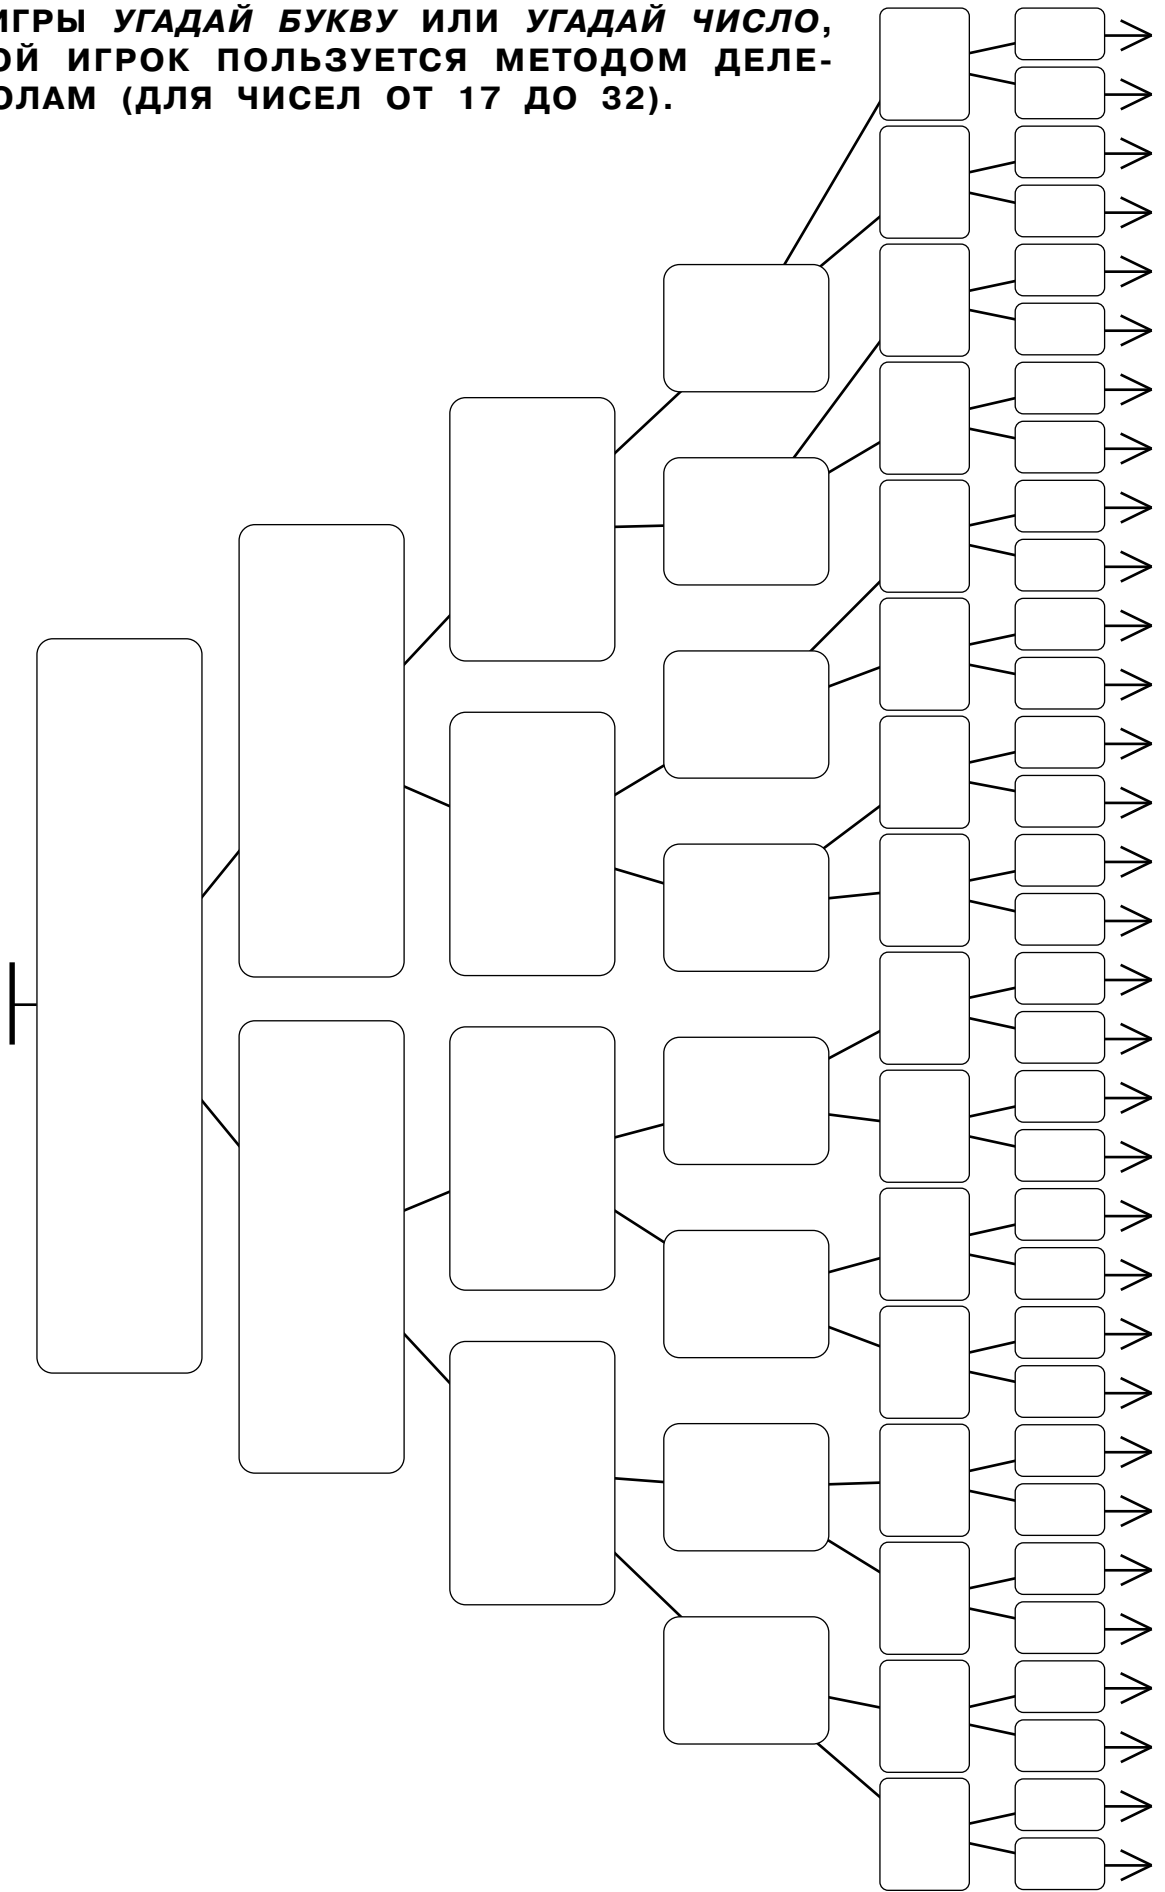 ИГРЫ УГАДАЙ БУКВУ ИЛИ УГАДАЙ ЧИСЛО,
ОЙ ИГРОК ПОЛЬЗУЕТСЯ МЕТОДОМ ДЕЛЕ-
ОЛАМ (ДЛЯ ЧИСЕЛ ОТ 17 ДО 32).